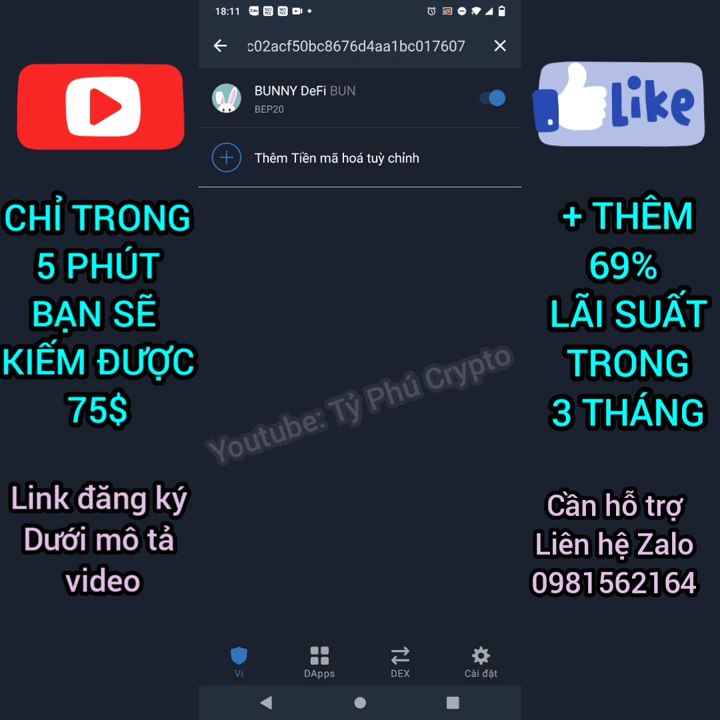 18:11
c02acf50bc8676d4aa1bc017607
BUNNY DeFi BUN
BEP20
Thêm Tiền mã hoá tuỳ chỉnh
Like
CHỈ TRONG
5 PHÚT
BẠN SẼ
KIẾM ĐƯỢC
75$
+ THÊM
69%
LÃI SUẤT
TRONG
3 THÁNG
Youtube: Tỷ Phú Crypto
Link đăng ký
Dưới mô tả
video
Cần hỗ trợ
Liên hệ Zalo
0981562164
Ví
DApps
DEX
Cài đặt